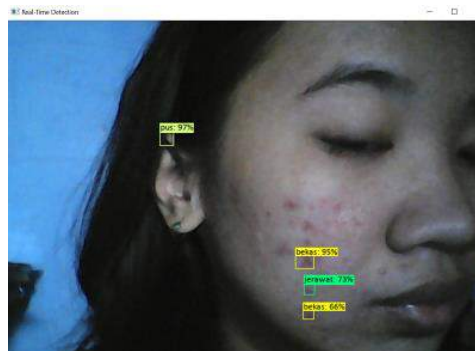 Real-Time Detection
pus: 97%
bekas: 95%
jerawat: 73%
bekas: 66%